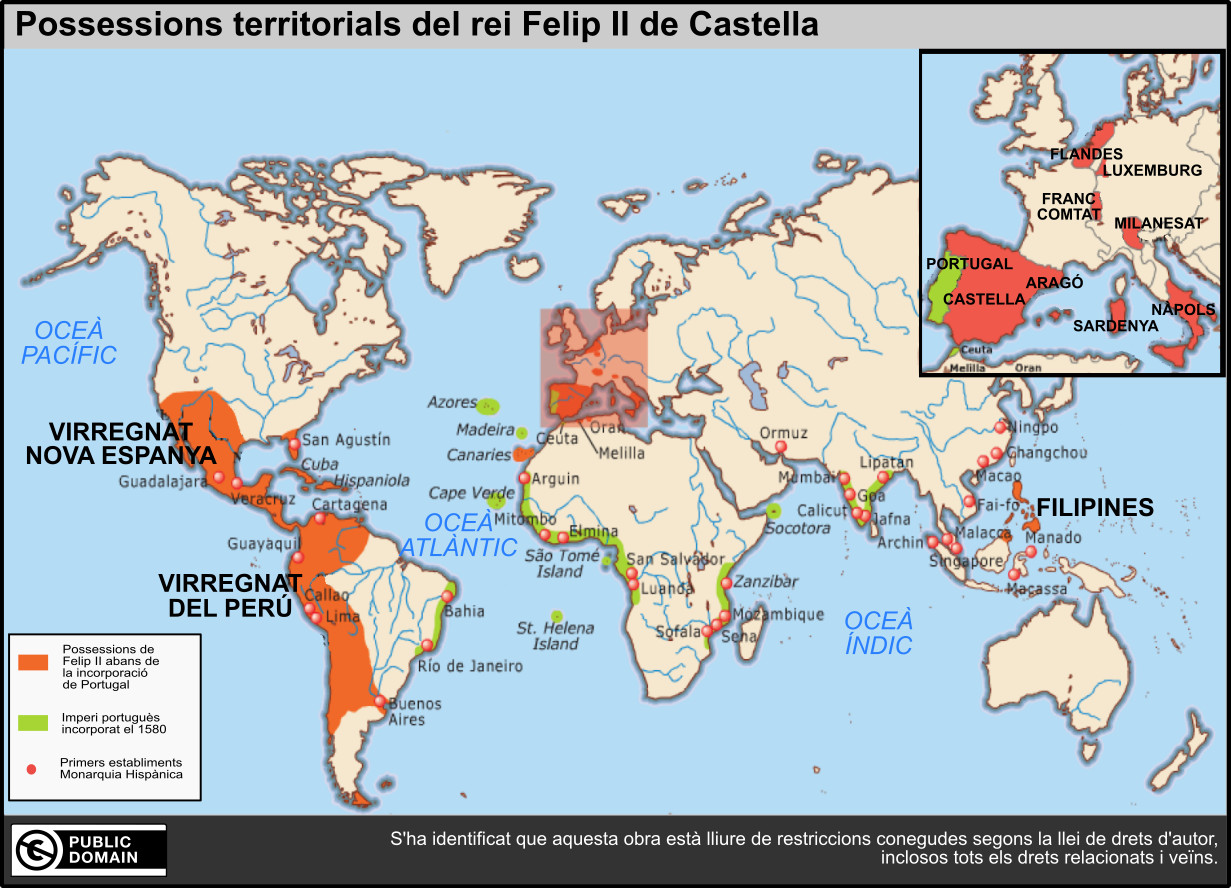 Possessions territorials del rei Felip II de Castella
FLANDES
LUXEMBURG
FRANC
COMTAT
MILANESAT
PORTUGAL
ARAGÓ
CASTELLA
NÀPOLS
SARDENYA
Ceuta
Melilla
Oran
OCEÀ
PACÍFIC
VIRREGNAT
NOVA ESPANYA
San Agustín
Cuba
Hispaniola
Guadalajara
Veracruz
Cartagena
Guayaquil
VIRREGNAT
DEL PERÚ
Callao
Lima
Bahia
Río de Janeiro
Buenos
Aires
Azores
Madeira
Canaries
Ceuta
Oran
Melilla
Cape Verde
Arguin
OCEÀ
ATLÀNTIC
Mitombo
Elmina
São Tomé
Island
San Salvador
Luanda
St. Helena
Island
Zanzibar
Mozambique
Sofala
Sena
Ormuz
Socotora
Mumbai
Lipatan
Goa
Calicut
Jafna
OCEÀ
ÍNDIC
Ningpo
Changchou
Macao
Fai-fo
FILIPINES
Malacca
Manado
Archin
Singapore
Macassa
Possessions de
Felip II abans de
la incorporació
de Portugal
Imperi portuguès
incorporat el 1580
Primers establiments
Monarquia Hispànica
PUBLIC
DOMAIN
S'ha identificat que aquesta obra està lliure de restriccions conegudes segons la llei de drets d'autor,
inclosos tots els drets relacionats i veïns.